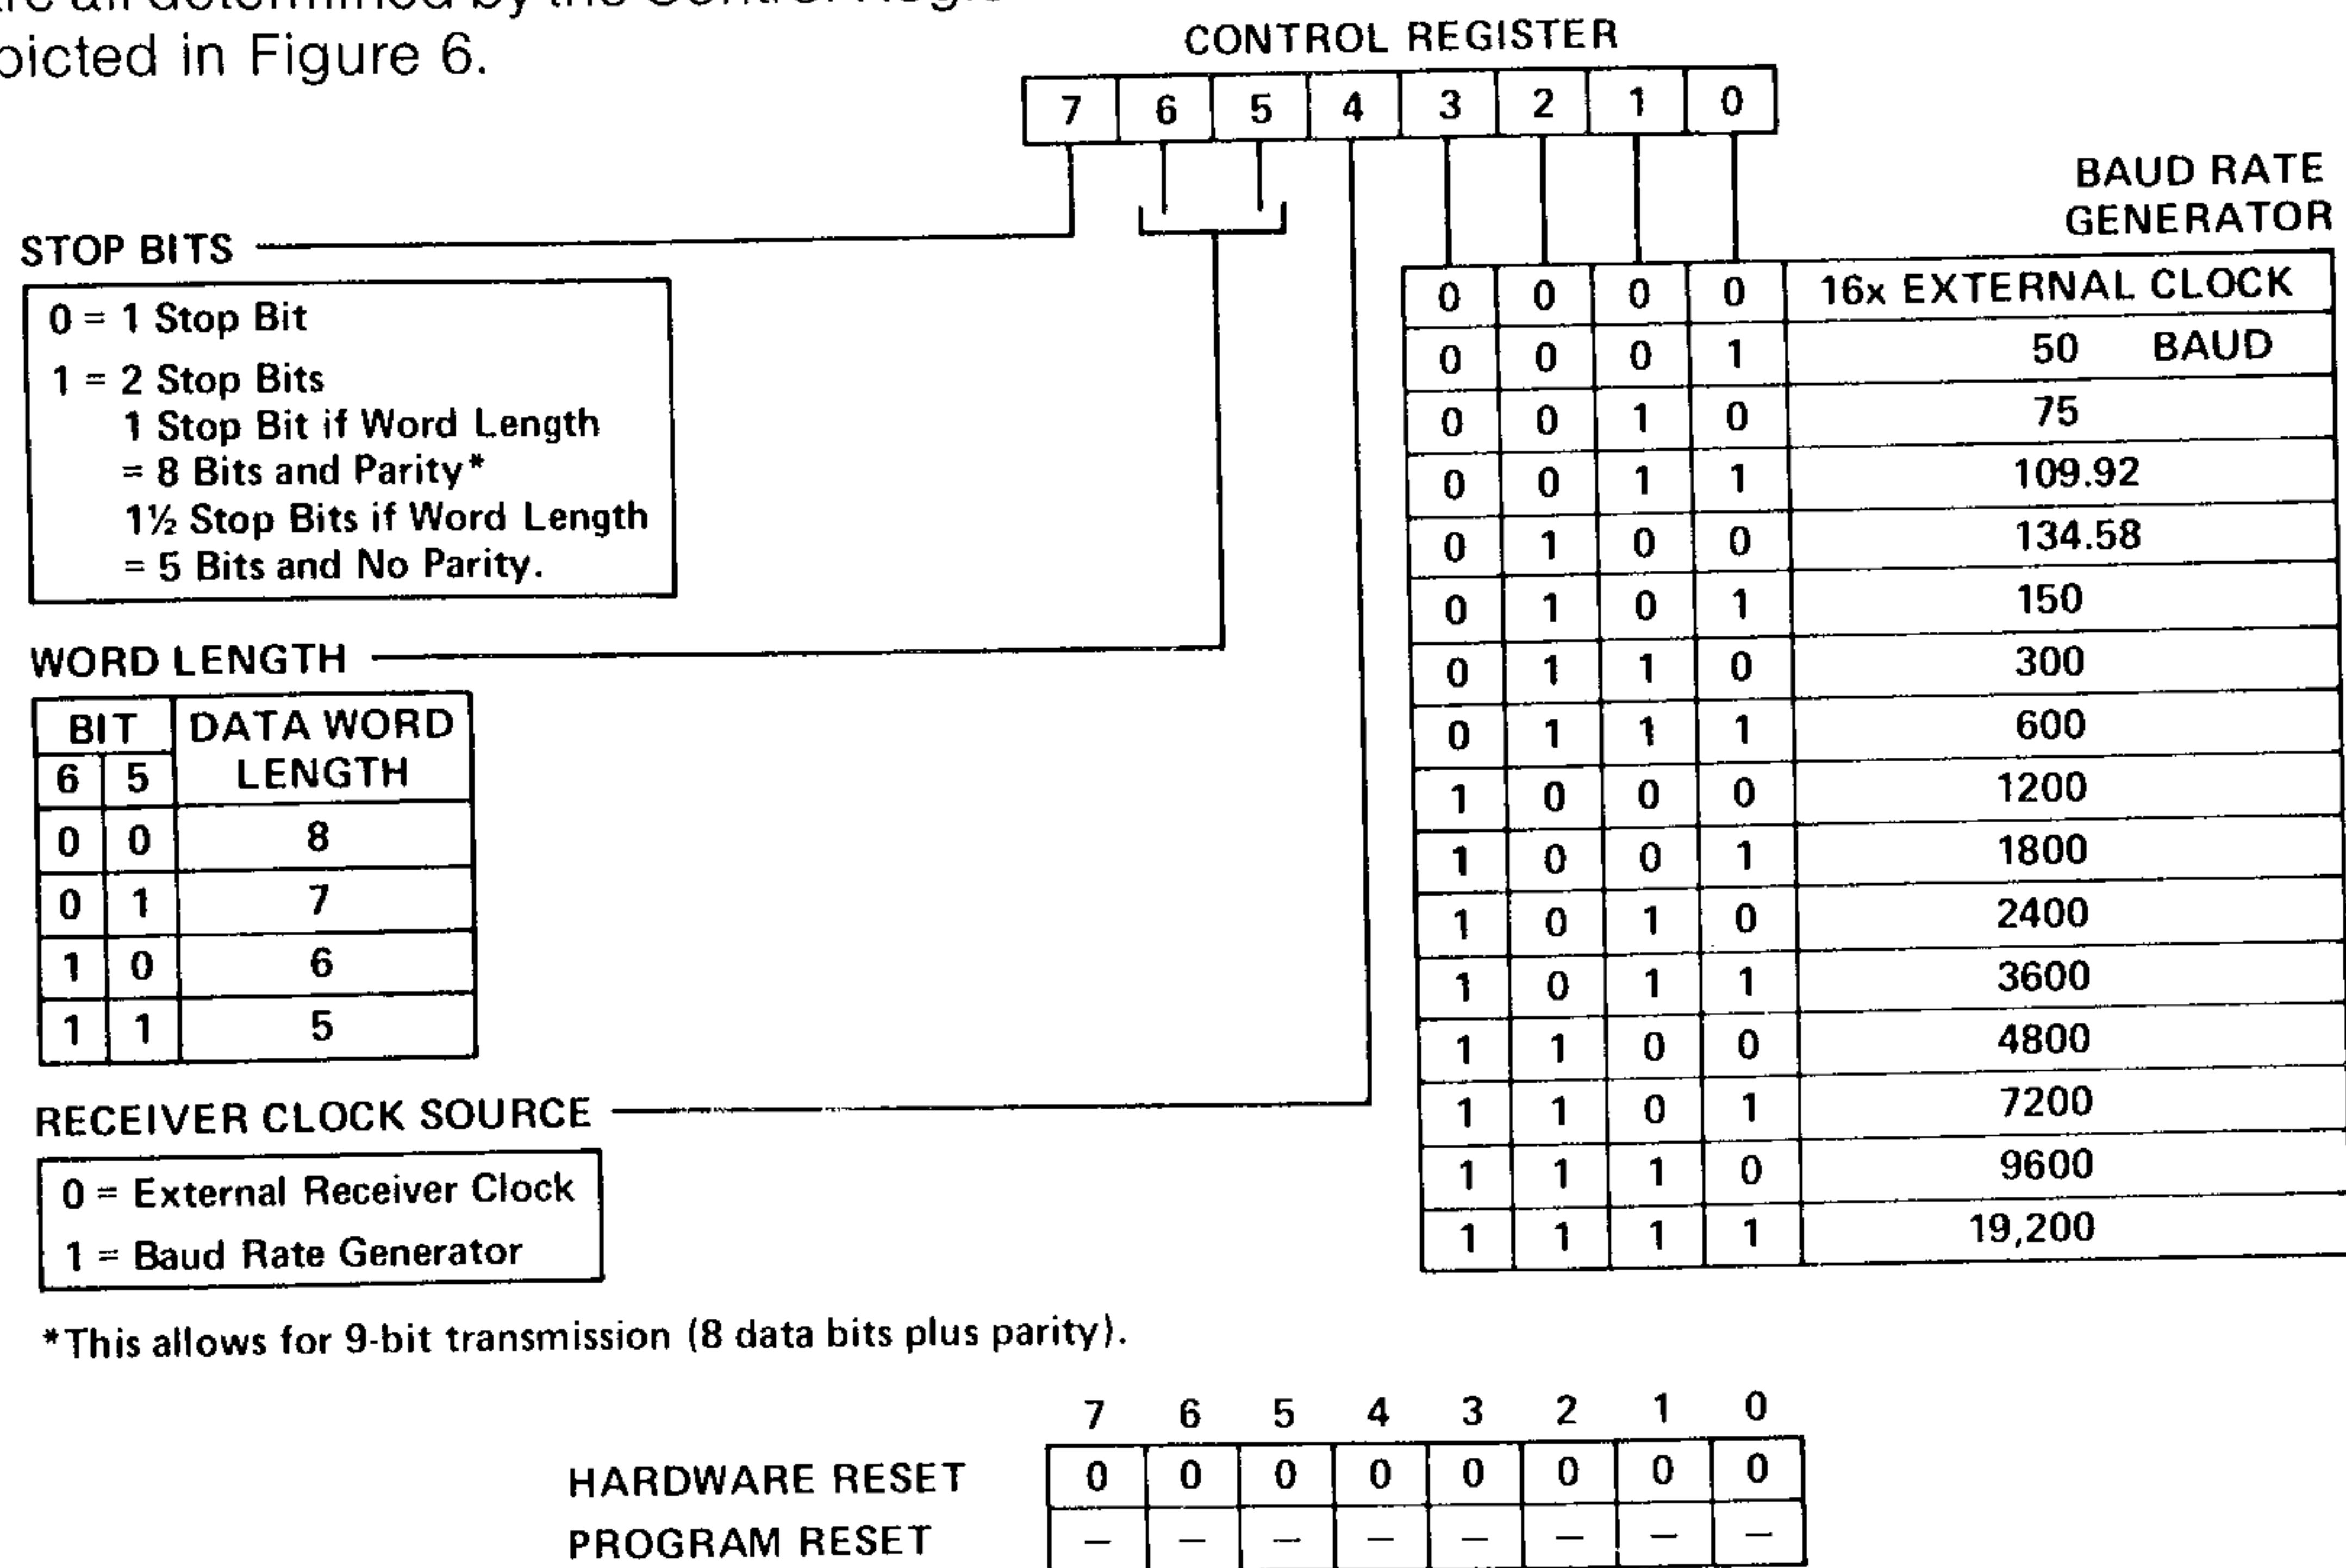 are all determined by the Control
picted in Figure 6.
CONTROL REGISTER
7 6 5 4 3 2 1 0
BAUD RATE
GENERATOR
STOP BITS
0 = 1 Stop Bit
1 = 2 Stop Bits
1 Stop Bit if Word Length
= 8 Bits and Parity*
1½ Stop Bits if Word Length
= 5 Bits and No Parity.
WORD LENGTH
BIT DATA WORD
6 5 LENGTH
0 0 8
0 1 7
1 0 6
1 1 5
RECEIVER CLOCK SOURCE
0 = External Receiver Clock
1 = Baud Rate Generator
0 0 0 0 16x EXTERNAL CLOCK
0 0 0 1 50 BAUD
0 0 1 0 75
0 0 1 1 109.92
0 1 0 0 134.58
0 1 0 1 150
0 1 1 0 300
0 1 1 1 600
1 0 0 0 1200
1 0 0 1 1800
1 0 1 0 2400
1 0 1 1 3600
1 1 0 0 4800
1 1 0 1 7200
1 1 1 0 9600
1 1 1 1 19,200
*This allows for 9-bit transmission (8 data bits plus parity).
7 6 5 4 3 2 1 0
HARDWARE RESET 0 0 0 0 0 0 0 0
PROGRAM RESET – – – – – – – –